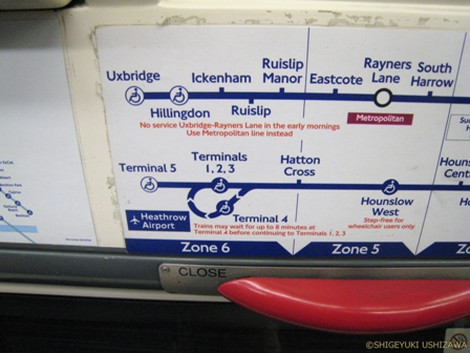 Uxbridge
Hillingdon
Ickenham
Ruislip
Ruislip
Manor
Eastcote
Rayners
Lane
South
Harrow
No service Uxbridge-Rayners Lane in the early mornings
Use Metropolitan line instead
Metropolitan
Terminal 5
Terminals
1, 2, 3
Hatton
Cross
Hounslow
West
Step-free for
wheelchair users only
Heathrow
Airport
Terminal 4
Trains may wait for up to 8 minutes at
Terminal 4 before continuing to Terminals 1, 2, 3
Zone 6
Zone 5
CLOSE
©SHIGEYUKI USHIZAWA